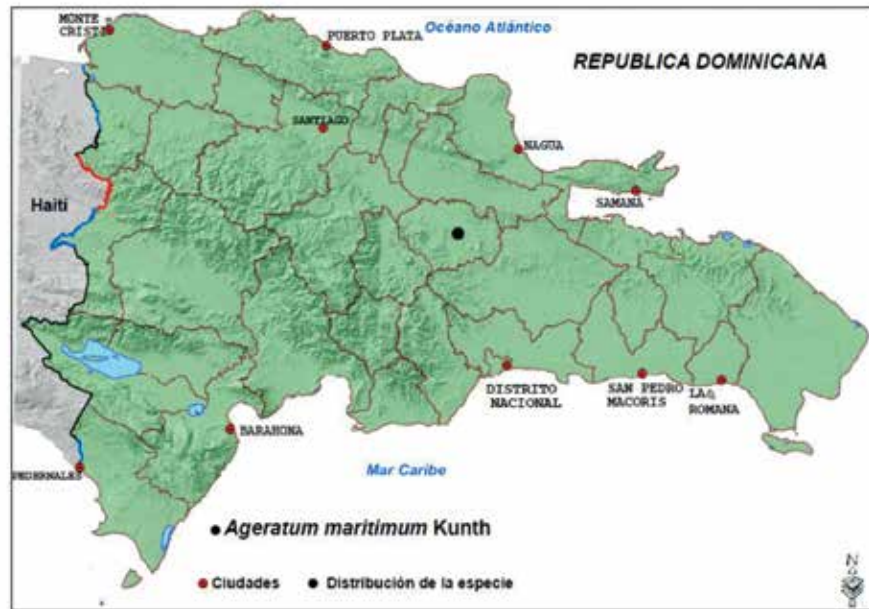 MONTE
CRISTI
PUERTO PLATA
Océano Atlántico
REPUBLICA DOMINICANA
SANTIAGO
NAGUA
SAMANA
Haití
DISTRITO
NACIONAL
SAN PEDRO
MACORIS
LA
ROMANA
BARAHONA
PEDERNALES
Mar Caribe
Ageratum maritimum Kunth
Ciudades
Distribución de la especie
N